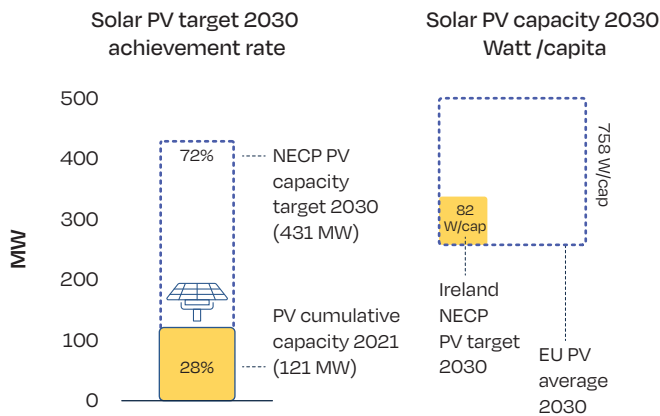 Solar PV target 2030
achievement rate
MW
500
400
300
200
100
0
72%
28%
NECP PV
capacity
target 2030
(431 MW)
PV cumulative
capacity 2021
(121 MW)
Solar PV capacity 2030
Watt /capita
758 W/cap
82
W/cap
Ireland
NECP
PV target
2030
EU PV
average
2030